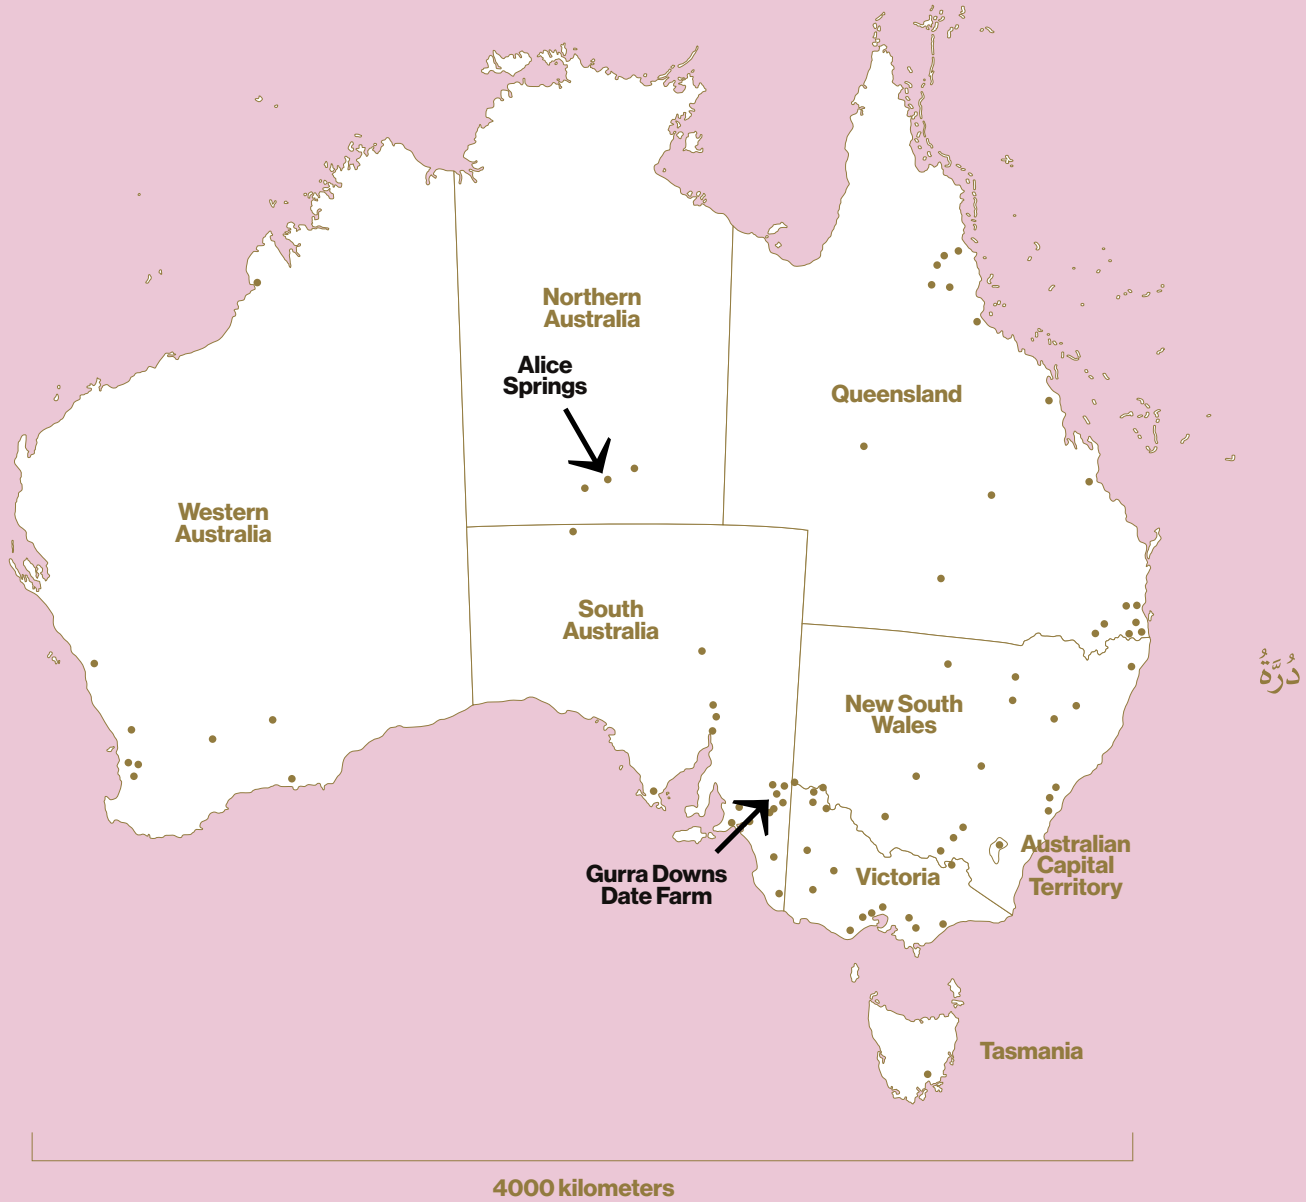 Northern
Australia
Alice
Springs
Queensland
Western
Australia
South
Australia
دُرَّةُ
New South
Wales
Australian
Capital
Territory
Gurra Downs
Date Farm
Victoria
Tasmania
4000 kilometers